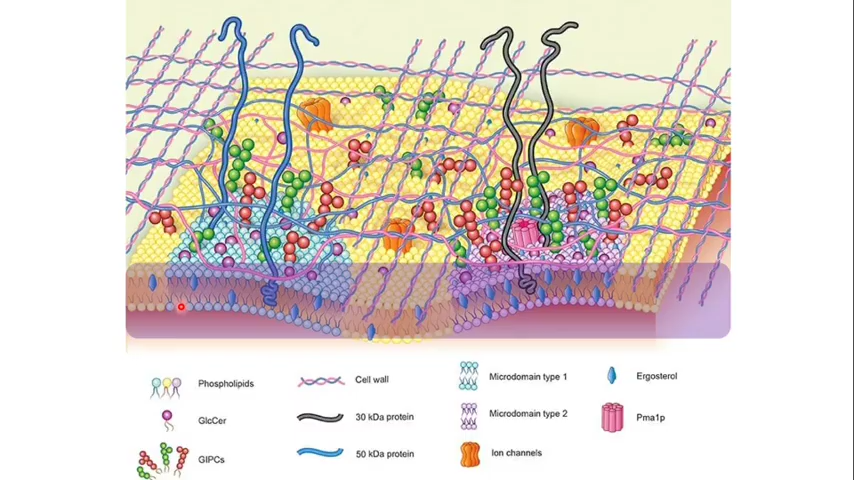 Phospholipids
GlcCer
GIPCs
Cell wall
30 kDa protein
50 kDa protein
Microdomain type 1
Microdomain type 2
Ion channels
Ergosterol
Pma1p